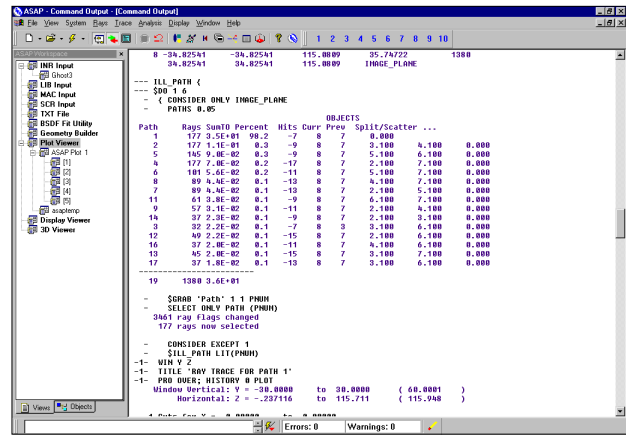 ASAP - Command Output - [Command Output]
File View System Rays Trace Analysis Display Window Help
1 2 3 4 5 6 7 8 9 10
ASAP Workspace
INR Input
Ghost3
LIB Input
MAC Input
SCR Input
TXT File
BSDF Fit Utility
Geometry Builder
Plot Viewer
ASAP Plot 1
[1]
[2]
[3]
[4]
[5]
asaptemp
Display Viewer
3D Viewer
Views Objects
8 -34.82541 -34.82541 115.0809 35.74722 1380
34.82541 34.82541 115.0809 IMAGE_PLANE
--- ILL_PATH {
--- $DO 1 6
- { CONSIDER ONLY IMAGE_PLANE
- PATHS 0.05
OBJECTS
Path Rays SumTO Percent Hits Curr Prev Split/Scatter ...
1 177 3.5E+01 98.2 -7 8 7 0.000
2 177 1.1E-01 0.3 -9 8 7 3.100 4.100 0.000
5 145 9.0E-02 0.3 -9 8 7 5.100 6.100 0.000
4 177 7.0E-02 0.2 -17 8 7 2.100 7.100 0.000
6 101 5.6E-02 0.2 -11 8 7 5.100 7.100 0.000
8 89 4.4E-02 0.1 -13 8 7 4.100 7.100 0.000
7 89 4.4E-02 0.1 -13 8 7 2.100 5.100 0.000
11 61 3.8E-02 0.1 -9 8 7 6.100 7.100 0.000
9 57 3.1E-02 0.1 -11 8 7 2.100 4.100 0.000
14 37 2.3E-02 0.1 -9 8 7 2.100 3.100 0.000
3 32 2.2E-02 0.1 -7 8 3 3.100 6.100 0.000
12 49 2.2E-02 0.1 -15 8 7 2.100 6.100 0.000
16 37 2.0E-02 0.1 -11 8 7 4.100 6.100 0.000
13 45 2.0E-02 0.1 -15 8 7 3.100 7.100 0.000
17 37 1.8E-02 0.1 -13 8 7 3.100 6.100 0.000
--------------------------
19 1380 3.6E+01
- $GRAB 'Path' 1 1 PNUM
- SELECT ONLY PATH (PNUM)
3461 ray flags changed
177 rays now selected
- CONSIDER EXCEPT 1
- $ILL_PATH LIT(PNUM)
-1- WIN Y Z
-1- TITLE 'RAY TRACE FOR PATH 1'
-1- PRO OVER; HISTORY 0 PLOT
Window Vertical: Y = -30.0000 to 30.0000 ( 60.0001 )
Horizontal: Z = -.237116 to 115.711 ( 115.948 )
Errors: 0 Warnings: 0